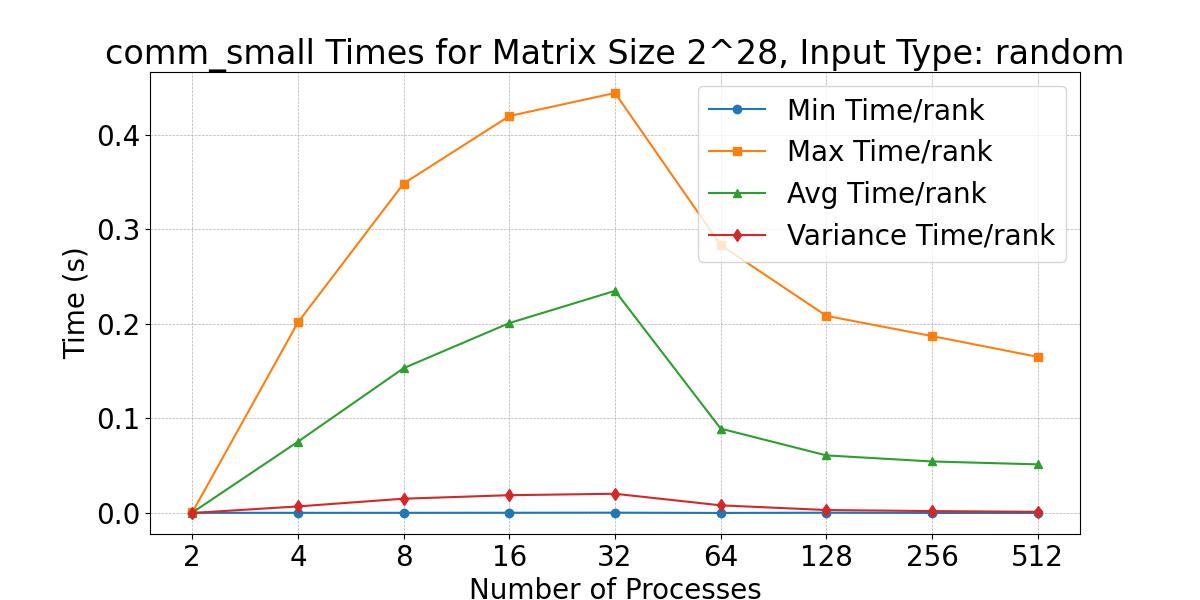 comm_small Times for Matrix Size 2^28, Input Type: random
Min Time/rank
Max Time/rank
Avg Time/rank
Variance Time/rank
Time (s)
0.4
0.3
0.2
0.1
0.0
2 4 8 16 32 64 128 256 512
Number of Processes